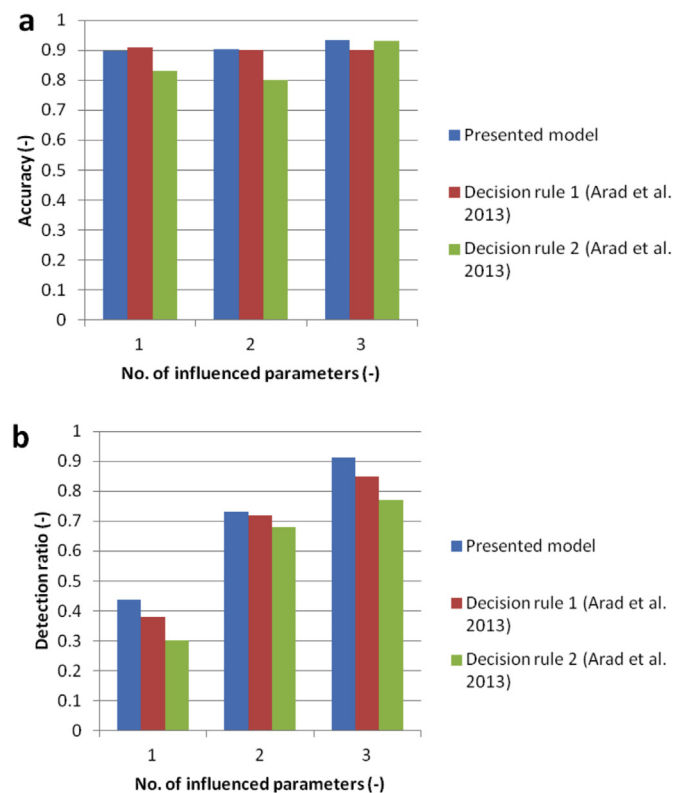 a
1
0.9
0.8
0.7
0.6
0.5
0.4
0.3
0.2
0.1
0
Accuracy (-)
1
2
3
No. of influenced parameters (-)
Presented model
Decision rule 1 (Arad et al.
2013)
Decision rule 2 (Arad et al.
2013)
b
1
0.9
0.8
0.7
0.6
0.5
0.4
0.3
0.2
0.1
0
Detection ratio (-)
1
2
3
No. of influenced parameters (-)
Presented model
Decision rule 1 (Arad et al.
2013)
Decision rule 2 (Arad et al.
2013)